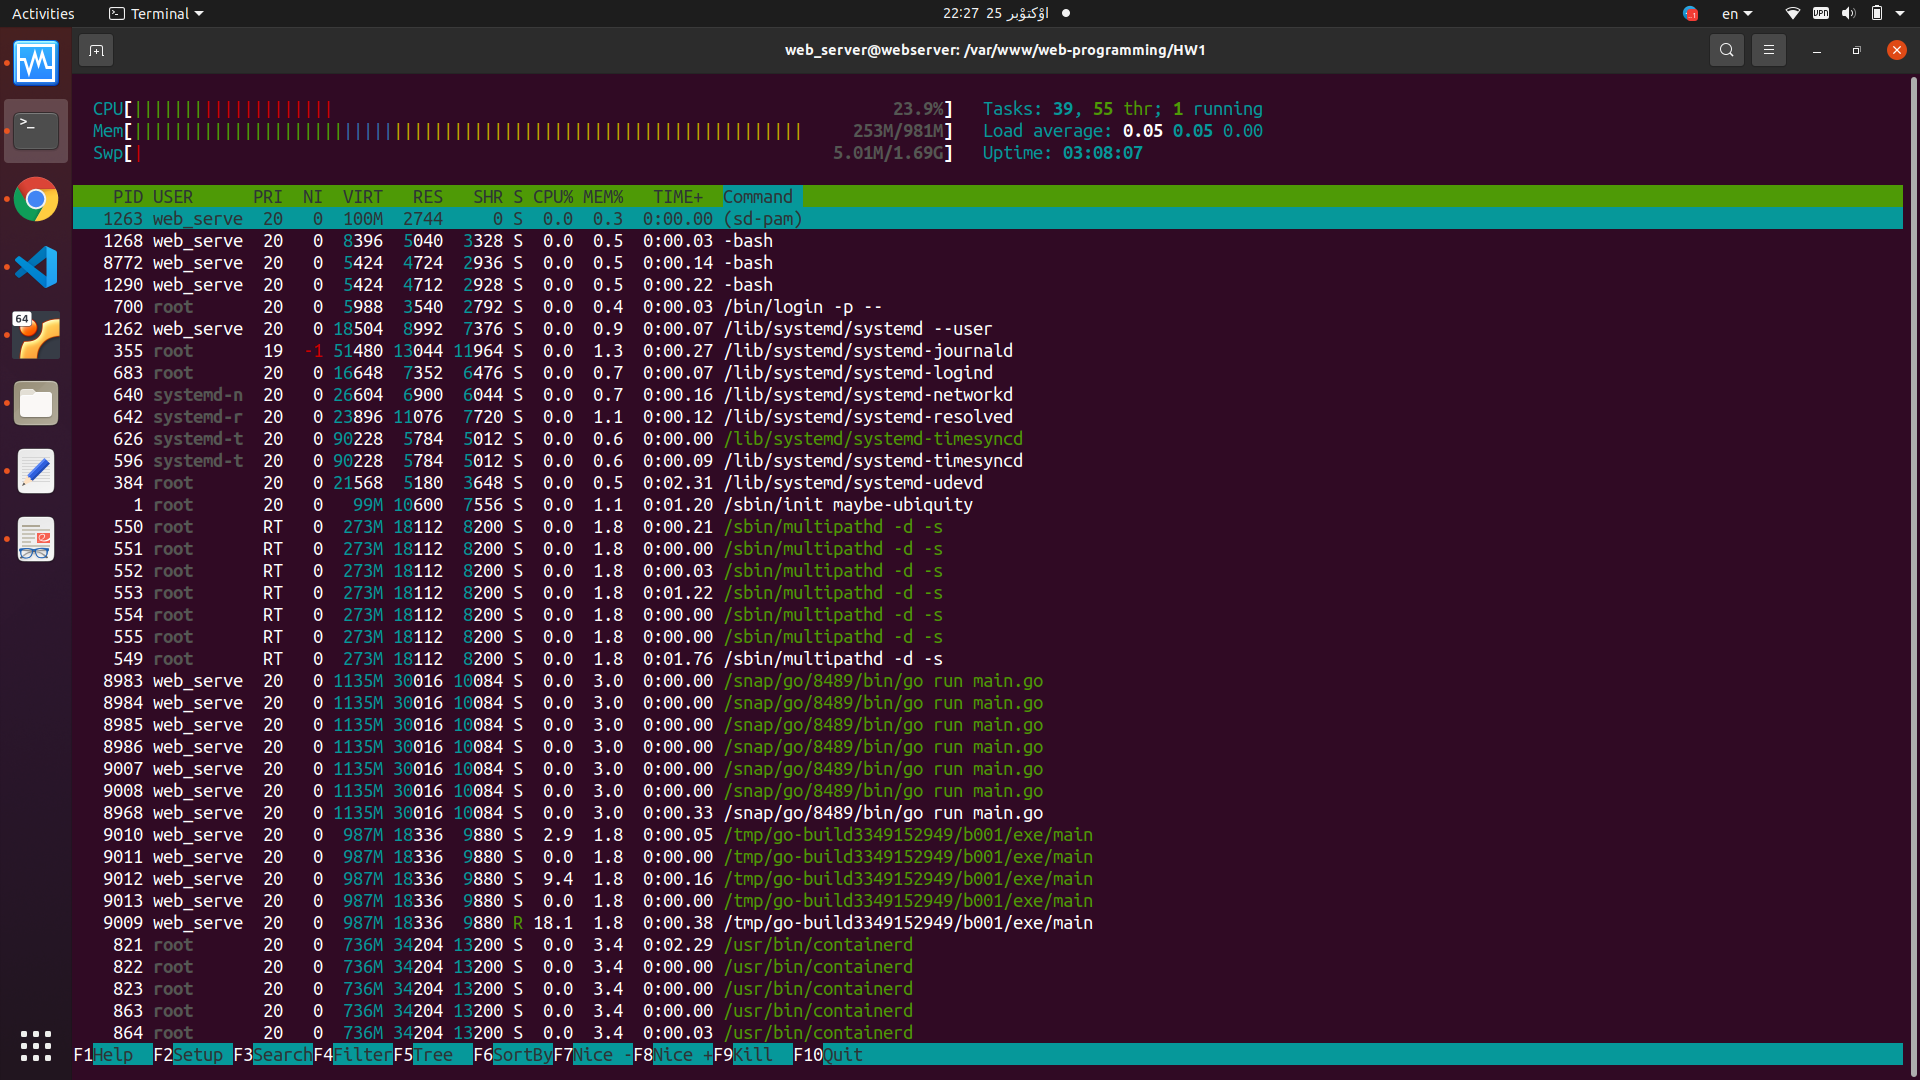 Activities Terminal 22:27 25 اؤکتوْبر en VPN
web_server@webserver: /var/www/web-programming/HW1
64
CPU[|||||||||||||||||||| 23.9%] Tasks: 39, 55 thr; 1 running
Mem[||||||||||||||||||||||||||||||||||||||||||||||||||||||||||||||||||| 253M/981M] Load average: 0.05 0.05 0.00
Swp[| 5.01M/1.69G] Uptime: 03:08:07
PID USER PRI NI VIRT RES SHR S CPU% MEM% TIME+ Command
1263 web_serve 20 0 100M 2744 0 S 0.0 0.3 0:00.00 (sd-pam)
1268 web_serve 20 0 8396 5040 3328 S 0.0 0.5 0:00.03 -bash
8772 web_serve 20 0 5424 4724 2936 S 0.0 0.5 0:00.14 -bash
1290 web_serve 20 0 5424 4712 2928 S 0.0 0.5 0:00.22 -bash
700 root 20 0 5988 3540 2792 S 0.0 0.4 0:00.03 /bin/login -p --
1262 web_serve 20 0 18504 8992 7376 S 0.0 0.9 0:00.07 /lib/systemd/systemd --user
355 root 19 -1 51480 13044 11964 S 0.0 1.3 0:00.27 /lib/systemd/systemd-journald
683 root 20 0 16648 7352 6476 S 0.0 0.7 0:00.07 /lib/systemd/systemd-logind
640 systemd-n 20 0 26604 6900 6044 S 0.0 0.7 0:00.16 /lib/systemd/systemd-networkd
642 systemd-r 20 0 23896 11076 7720 S 0.0 1.1 0:00.12 /lib/systemd/systemd-resolved
626 systemd-t 20 0 90228 5784 5012 S 0.0 0.6 0:00.00 /lib/systemd/systemd-timesyncd
596 systemd-t 20 0 90228 5784 5012 S 0.0 0.6 0:00.09 /lib/systemd/systemd-timesyncd
384 root 20 0 21568 5180 3648 S 0.0 0.5 0:02.31 /lib/systemd/systemd-udevd
1 root 20 0 99M 10600 7556 S 0.0 1.1 0:01.20 /sbin/init maybe-ubiquity
550 root RT 0 273M 18112 8200 S 0.0 1.8 0:00.21 /sbin/multipathd -d -s
551 root RT 0 273M 18112 8200 S 0.0 1.8 0:00.00 /sbin/multipathd -d -s
552 root RT 0 273M 18112 8200 S 0.0 1.8 0:00.03 /sbin/multipathd -d -s
553 root RT 0 273M 18112 8200 S 0.0 1.8 0:01.22 /sbin/multipathd -d -s
554 root RT 0 273M 18112 8200 S 0.0 1.8 0:00.00 /sbin/multipathd -d -s
555 root RT 0 273M 18112 8200 S 0.0 1.8 0:00.00 /sbin/multipathd -d -s
549 root RT 0 273M 18112 8200 S 0.0 1.8 0:01.76 /sbin/multipathd -d -s
8983 web_serve 20 0 1135M 30016 10084 S 0.0 3.0 0:00.00 /snap/go/8489/bin/go run main.go
8984 web_serve 20 0 1135M 30016 10084 S 0.0 3.0 0:00.00 /snap/go/8489/bin/go run main.go
8985 web_serve 20 0 1135M 30016 10084 S 0.0 3.0 0:00.00 /snap/go/8489/bin/go run main.go
8986 web_serve 20 0 1135M 30016 10084 S 0.0 3.0 0:00.00 /snap/go/8489/bin/go run main.go
9007 web_serve 20 0 1135M 30016 10084 S 0.0 3.0 0:00.00 /snap/go/8489/bin/go run main.go
9008 web_serve 20 0 1135M 30016 10084 S 0.0 3.0 0:00.00 /snap/go/8489/bin/go run main.go
8968 web_serve 20 0 1135M 30016 10084 S 0.0 3.0 0:00.33 /snap/go/8489/bin/go run main.go
9010 web_serve 20 0 987M 18336 9880 S 2.9 1.8 0:00.05 /tmp/go-build3349152949/b001/exe/main
9011 web_serve 20 0 987M 18336 9880 S 0.0 1.8 0:00.00 /tmp/go-build3349152949/b001/exe/main
9012 web_serve 20 0 987M 18336 9880 S 9.4 1.8 0:00.16 /tmp/go-build3349152949/b001/exe/main
9013 web_serve 20 0 987M 18336 9880 S 0.0 1.8 0:00.00 /tmp/go-build3349152949/b001/exe/main
9009 web_serve 20 0 987M 18336 9880 R 18.1 1.8 0:00.38 /tmp/go-build3349152949/b001/exe/main
821 root 20 0 736M 34204 13200 S 0.0 3.4 0:02.29 /usr/bin/containerd
822 root 20 0 736M 34204 13200 S 0.0 3.4 0:00.00 /usr/bin/containerd
823 root 20 0 736M 34204 13200 S 0.0 3.4 0:00.00 /usr/bin/containerd
863 root 20 0 736M 34204 13200 S 0.0 3.4 0:00.00 /usr/bin/containerd
864 root 20 0 736M 34204 13200 S 0.0 3.4 0:00.03 /usr/bin/containerd
F1Help F2Setup F3SearchF4FilterF5Tree F6SortByF7Nice -F8Nice +F9Kill F10Quit